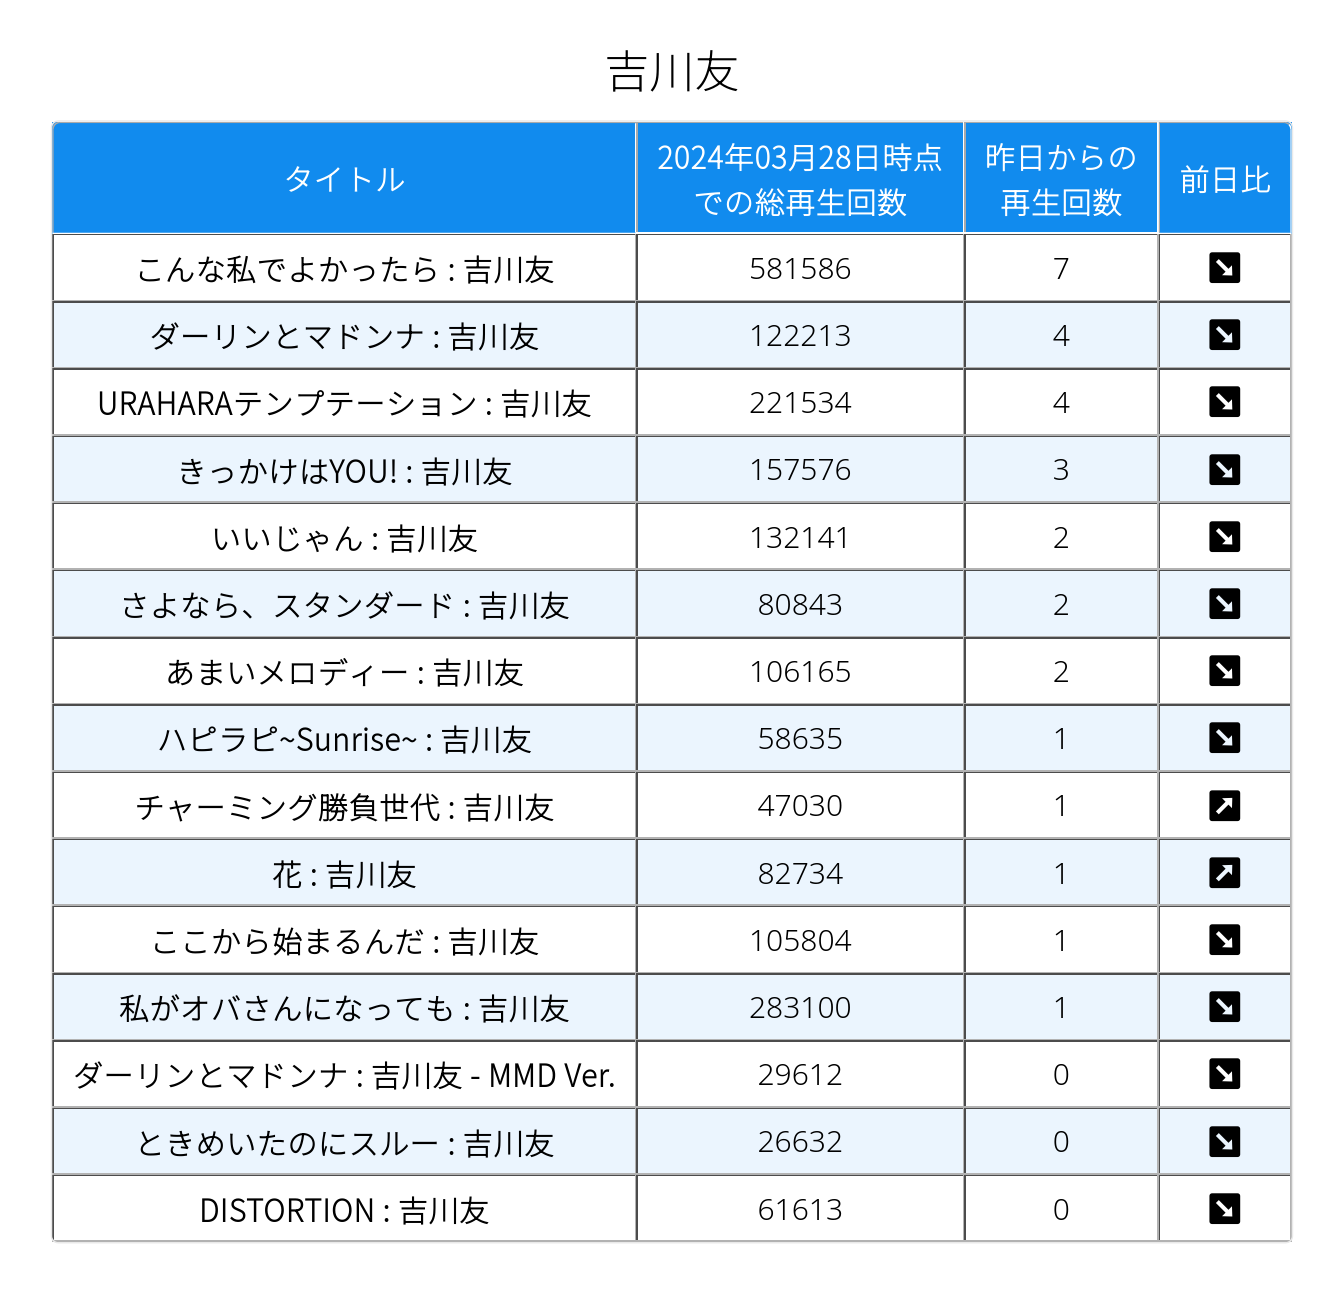 吉川友
タイトル
2024年03月28日時点
での総再生回数
昨日からの
再生回数
前日比
こんな私でよかったら : 吉川友 581586 7 ↘
ダーリンとマドンナ : 吉川友 122213 4 ↘
URAHARAテンプテーション : 吉川友 221534 4 ↘
きっかけはYOU! : 吉川友 157576 3 ↘
いいじゃん : 吉川友 132141 2 ↘
さよなら、スタンダード : 吉川友 80843 2 ↘
あまいメロディー : 吉川友 106165 2 ↘
ハピラピ~Sunrise~ : 吉川友 58635 1 ↘
チャーミング勝負世代 : 吉川友 47030 1 ↗
花 : 吉川友 82734 1 ↗
ここから始まるんだ : 吉川友 105804 1 ↘
私がオバさんになっても : 吉川友 283100 1 ↘
ダーリンとマドンナ : 吉川友 - MMD Ver. 29612 0 ↘
ときめいたのにスルー : 吉川友 26632 0 ↘
DISTORTION : 吉川友 61613 0 ↘